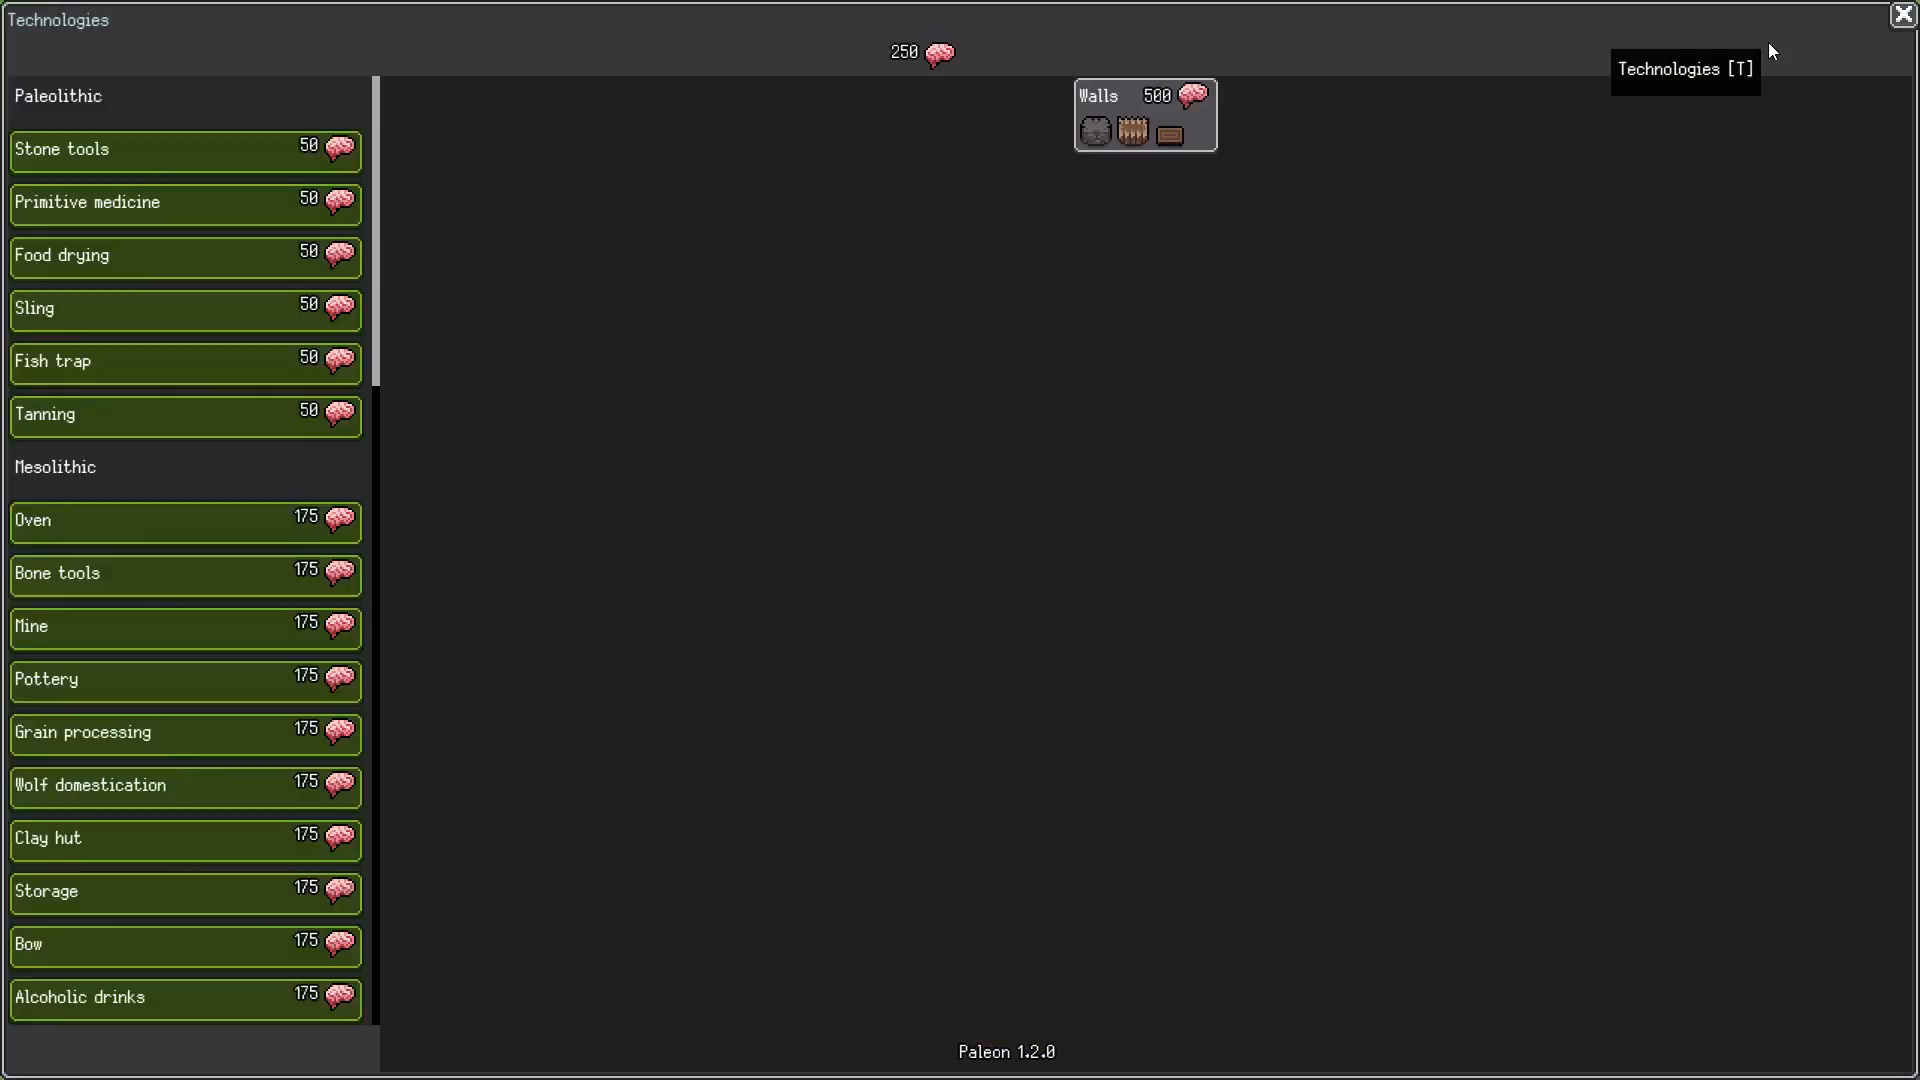 Technologies
250
Technologies [T]
Walls 500
Paleolithic
Stone tools 50
Primitive medicine 50
Food drying 50
Sling 50
Fish trap 50
Tanning 50
Mesolithic
Oven 175
Bone tools 175
Mine 175
Pottery 175
Grain processing 175
Wolf domestication 175
Clay hut 175
Storage 175
Bow 175
Alcoholic drinks 175
Paleon 1.2.0